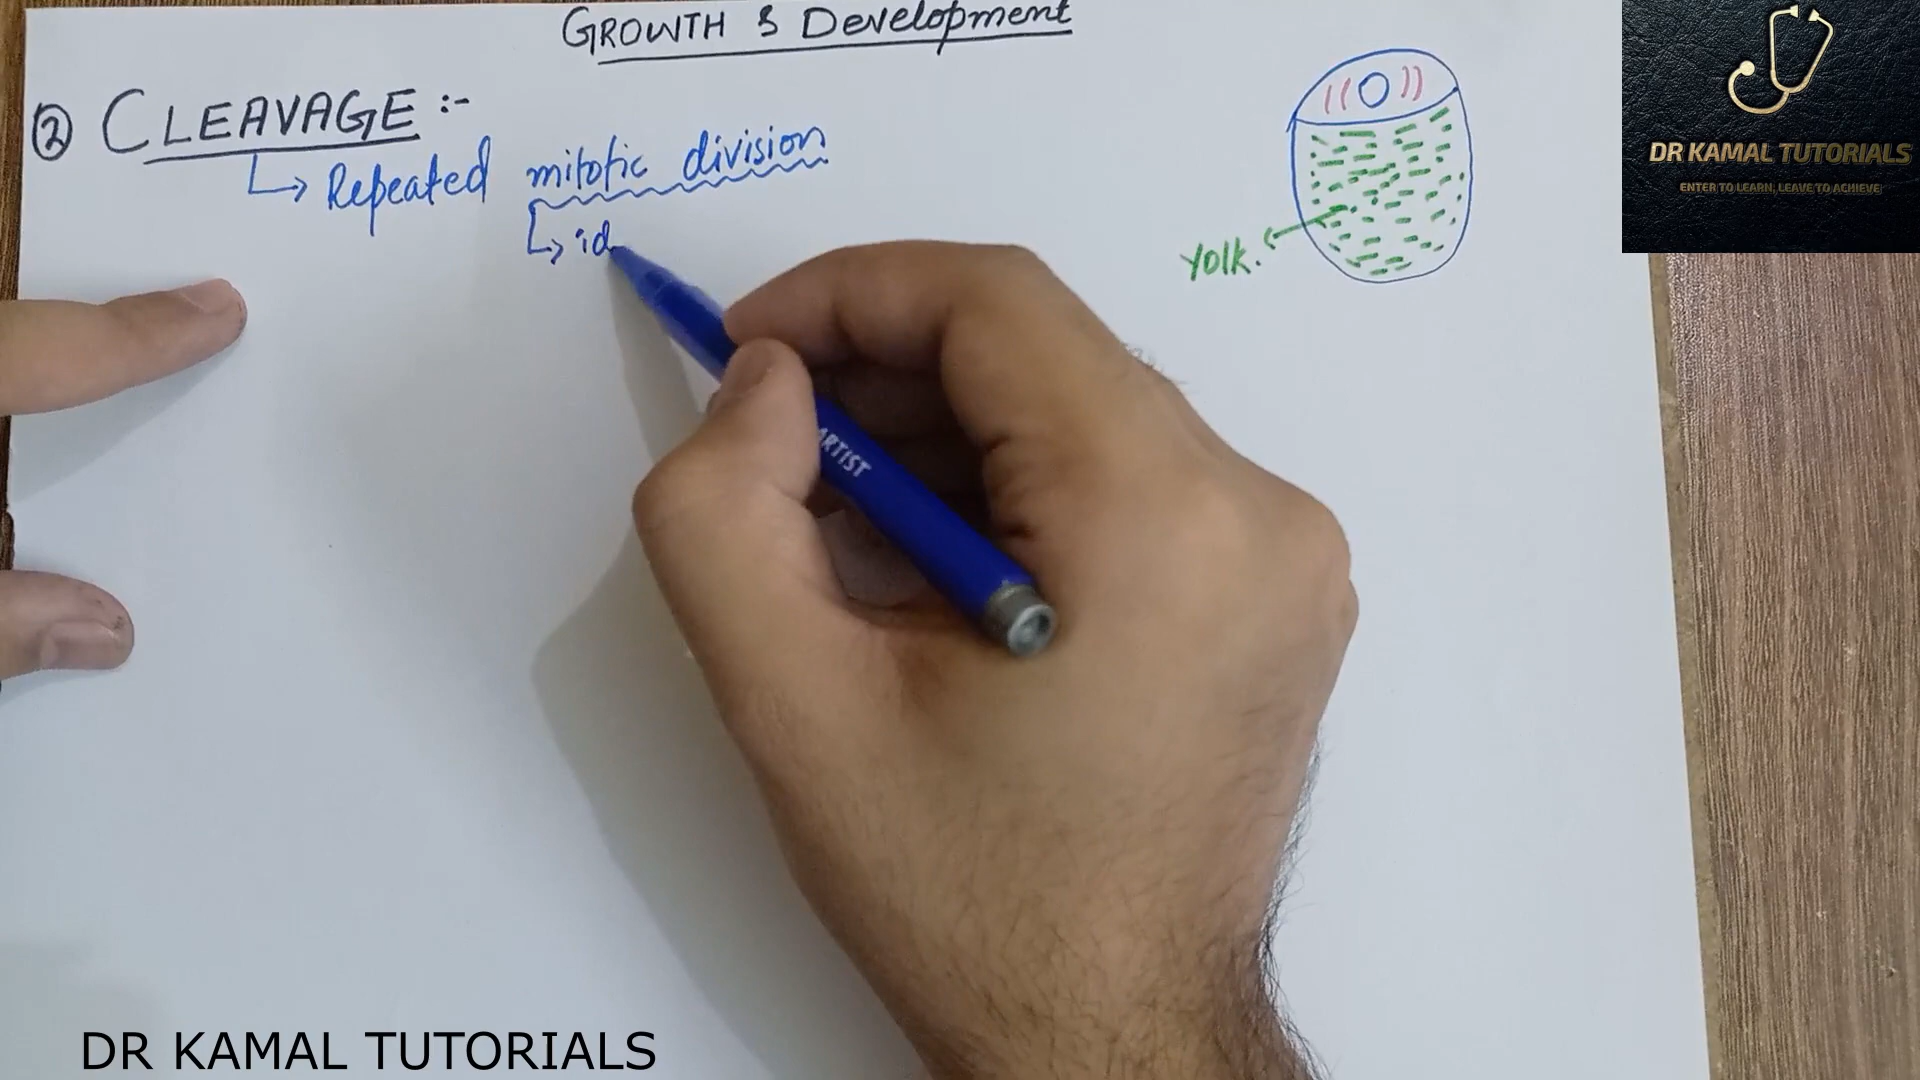 GROWTH & Development
② CLEAVAGE :-
↳ Repeated mitotic division
↳ id
Yolk.
ARTIST
DR KAMAL TUTORIALS
ENTER TO LEARN, LEAVE TO ACHIEVE
DR KAMAL TUTORIALS